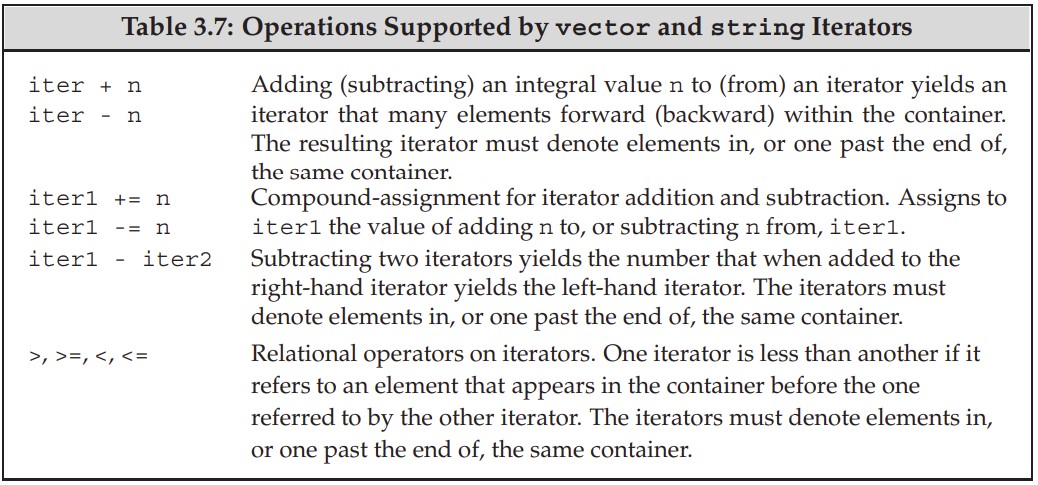 Table 3.7: Operations Supported by vector and string Iterators
iter + n Adding (subtracting) an integral value n to (from) an iterator yields an
iter - n iterator that many elements forward (backward) within the container.
The resulting iterator must denote elements in, or one past the end of,
the same container.
iter1 += n Compound-assignment for iterator addition and subtraction. Assigns to
iter1 -= n iter1 the value of adding n to, or subtracting n from, iter1.
iter1 - iter2 Subtracting two iterators yields the number that when added to the
right-hand iterator yields the left-hand iterator. The iterators must
denote elements in, or one past the end of, the same container.
>, >=, <, <= Relational operators on iterators. One iterator is less than another if it
refers to an element that appears in the container before the one
referred to by the other iterator. The iterators must denote elements in,
or one past the end of, the same container.